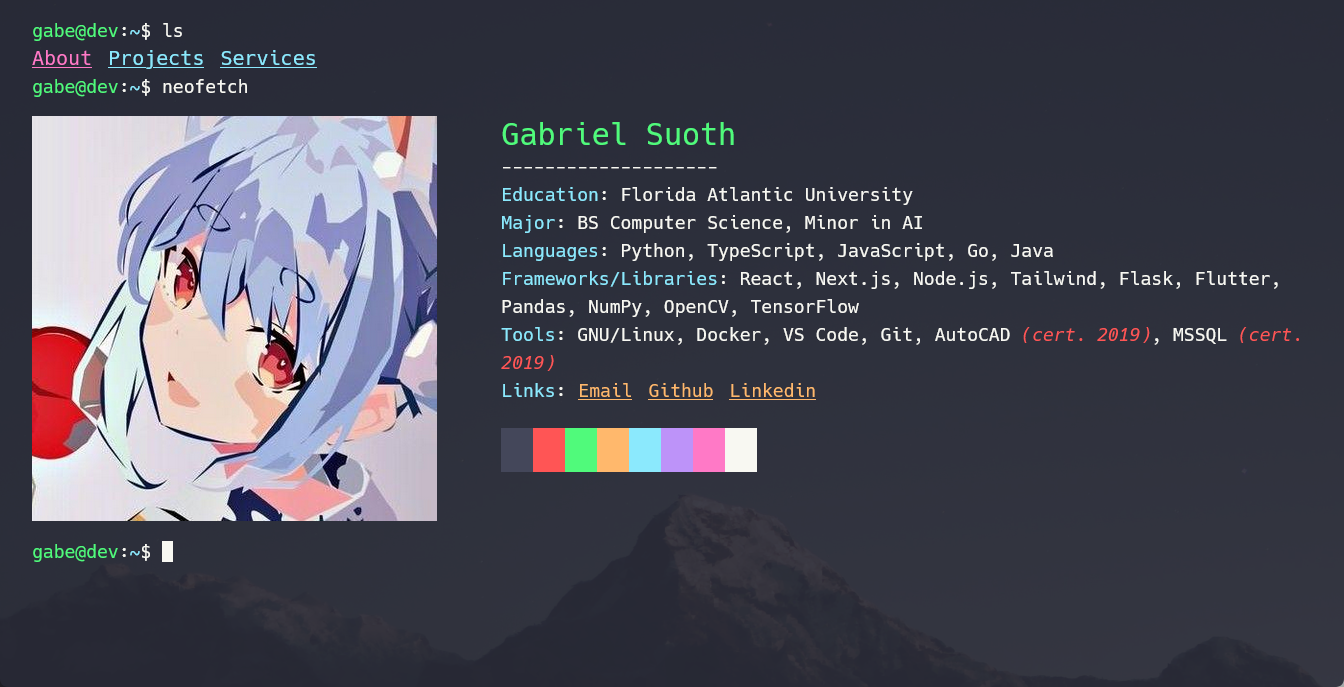 gabe@dev:~$ ls
About Projects Services
gabe@dev:~$ neofetch
Gabriel Suoth
--------------------
Education: Florida Atlantic University
Major: BS Computer Science, Minor in AI
Languages: Python, TypeScript, JavaScript, Go, Java
Frameworks/Libraries: React, Next.js, Node.js, Tailwind, Flask, Flutter,
Pandas, NumPy, OpenCV, TensorFlow
Tools: GNU/Linux, Docker, VS Code, Git, AutoCAD (cert. 2019), MSSQL (cert.
2019)
Links: Email Github Linkedin
gabe@dev:~$